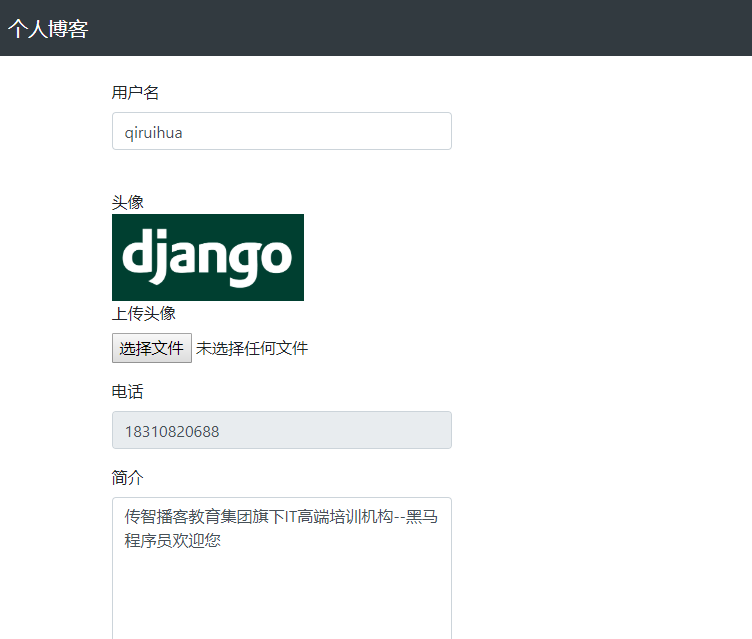 个人博客
用户名
qiruihua
头像
django
上传头像
选择文件 未选择任何文件
电话
18310820688
简介
传智播客教育集团旗下IT高端培训机构--黑马
程序员欢迎您